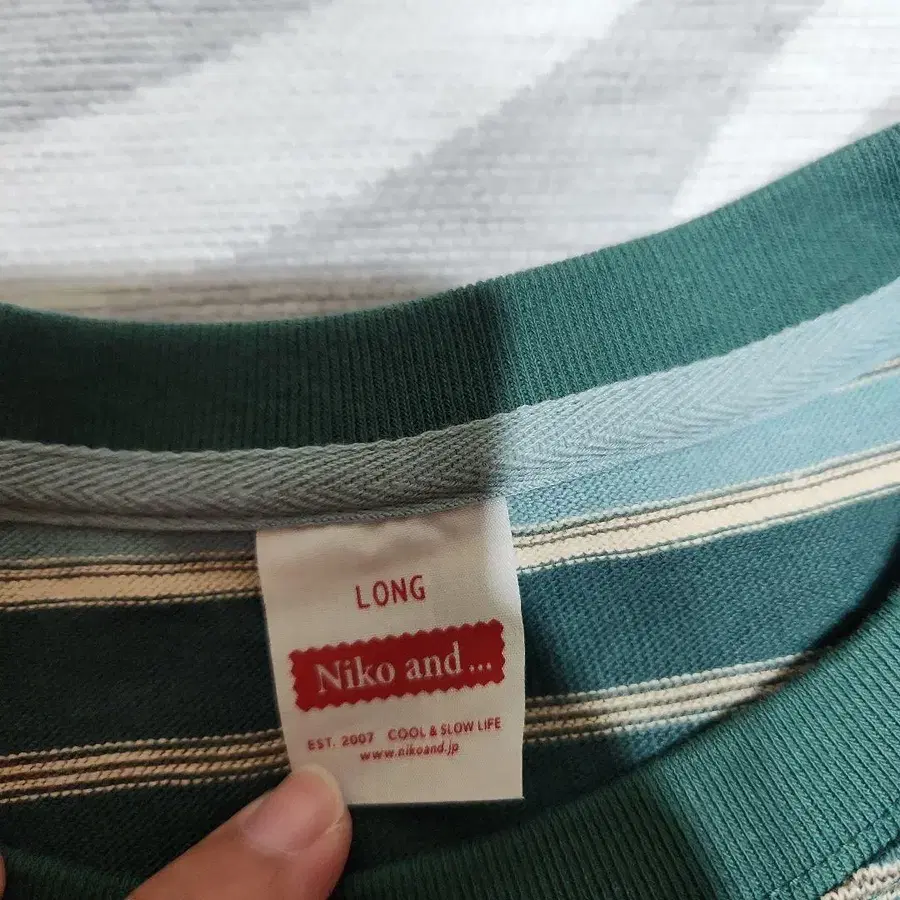 LONG
Niko and...
EST. 2007 COOL & SLOW LIFE
www.nikoand.jp